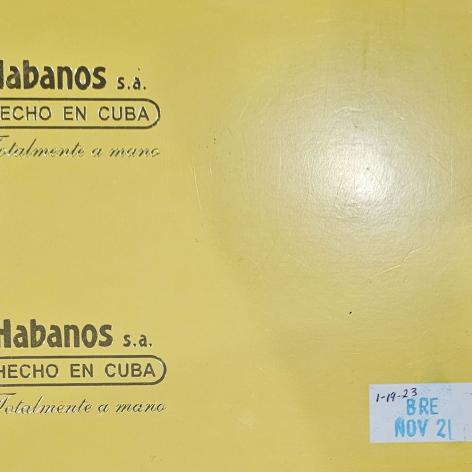 Habanos s.a.
HECHO EN CUBA
Totalmente a mano
Habanos s.a.
HECHO EN CUBA
Totalmente a mano
1-19-23
BRE
NOV 21